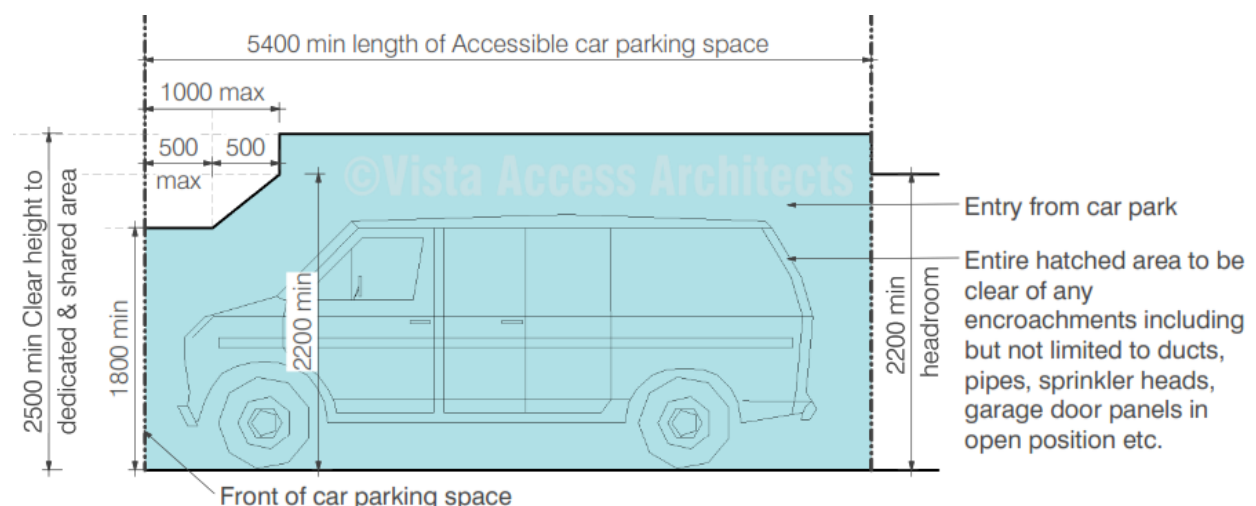 5400 min length of Accessible car parking space
1000 max
500
500
max
©Vista Access Architects
2500 min Clear height to
dedicated & shared area
1800 min
2200 min
2200 min
headroom
Entry from car park
Entire hatched area to be
clear of any
encroachments including
but not limited to ducts,
pipes, sprinkler heads,
garage door panels in
open position etc.
Front of car parking space